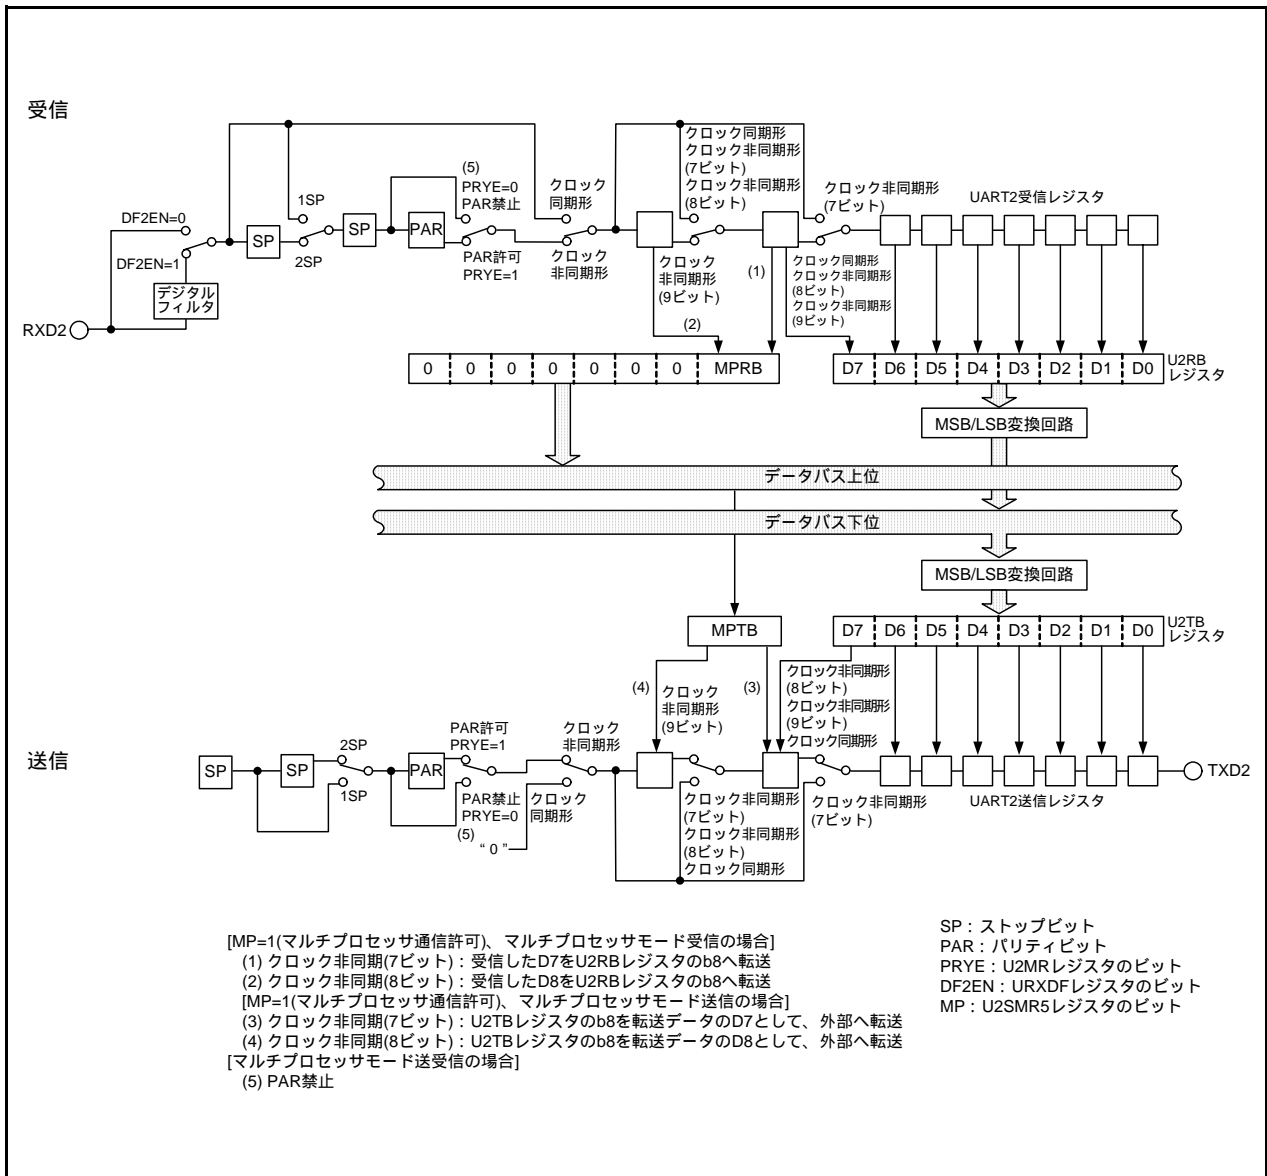 受信
DF2EN=0
DF2EN=1
デジタル
フィルタ
RXD2
SP
1SP
2SP
SP
PAR
(5)
PRYE=0
PAR禁止
PAR許可
PRYE=1
クロック
同期形
クロック
非同期形
クロック同期形
クロック非同期形
(7ビット)
クロック非同期形
(8ビット)
クロック
非同期形
(9ビット)
(2)
(1)
クロック非同期形
(7ビット)
クロック同期形
クロック非同期形
(8ビット)
クロック非同期形
(9ビット)
UART2受信レジスタ
0 0 0 0 0 0 0 MPRB
D7 D6 D5 D4 D3 D2 D1 D0
U2RB
レジスタ
MSB/LSB変換回路
データバス上位
データバス下位
MSB/LSB変換回路
MPTB
D7 D6 D5 D4 D3 D2 D1 D0
U2TB
レジスタ
(4)
クロック
非同期形
(9ビット)
(3)
クロック非同期形
(8ビット)
クロック非同期形
(9ビット)
クロック同期形
送信
SP
SP
2SP
1SP
PAR
PAR許可
PRYE=1
PAR禁止
PRYE=0
(5)
“ 0 ”
クロック
非同期形
クロック
同期形
クロック非同期形
(7ビット)
クロック非同期形
(8ビット)
クロック同期形
クロック非同期形
(7ビット)
UART2送信レジスタ
TXD2
[MP=1(マルチプロセッサ通信許可)、マルチプロセッサモード受信の場合]
(1) クロック非同期(7ビット)：受信したD7をU2RBレジスタのb8へ転送
(2) クロック非同期(8ビット)：受信したD8をU2RBレジスタのb8へ転送
[MP=1(マルチプロセッサ通信許可)、マルチプロセッサモード送信の場合]
(3) クロック非同期(7ビット)：U2TBレジスタのb8を転送データのD7として、外部へ転送
(4) クロック非同期(8ビット)：U2TBレジスタのb8を転送データのD8として、外部へ転送
[マルチプロセッサモード送受信の場合]
(5) PAR禁止
SP：ストップビット
PAR：パリティビット
PRYE：U2MRレジスタのビット
DF2EN：URXDFレジスタのビット
MP：U2SMR5レジスタのビット